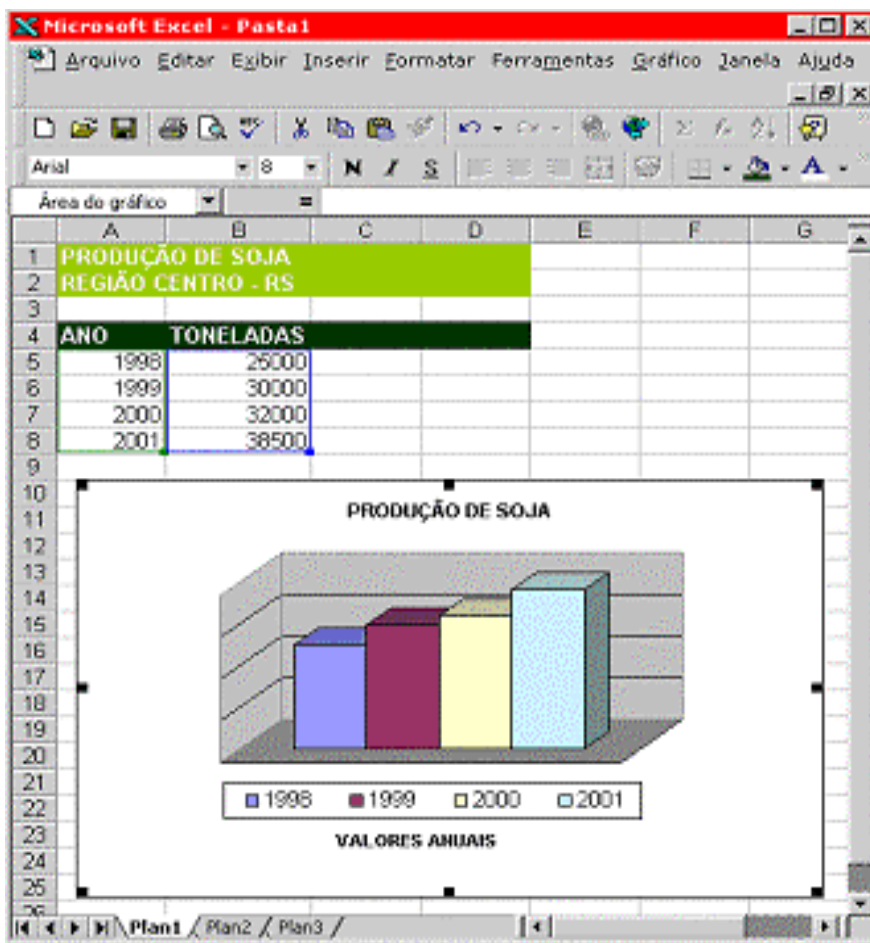 Microsoft Excel - Pasta1
Arquivo Editar Exibir Inserir Formatar Ferramentas Gráfico Janela Ajuda
Arial 8 N I S A
Área do gráfico =
A B C D E F G
1 PRODUÇÃO DE SOJA
2 REGIÃO CENTRO - RS
3
4 ANO TONELADAS
5 1998 25000
6 1999 30000
7 2000 32000
8 2001 38500
9
10
11 PRODUÇÃO DE SOJA
12
13
14
15
16
17
18
19
20
21 1998 1999 2000 2001
22
23 VALORES ANUAIS
24
25
26
Plan1 Plan2 Plan3